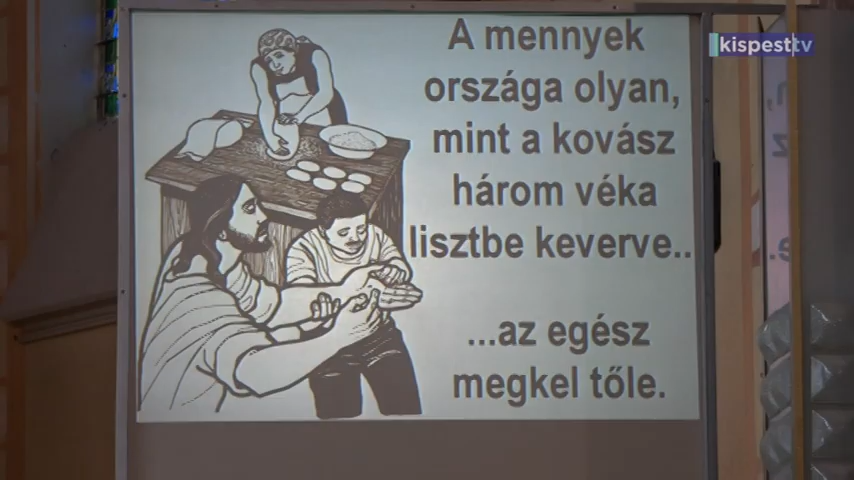 kispest tv
A mennyek
országa olyan,
mint a kovász
három véka
lisztbe keverve..
...az egész
megkel tőle.